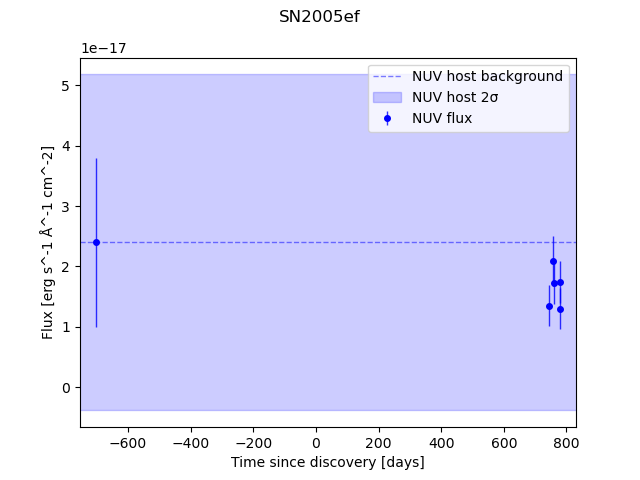 SN2005ef
1e−17
NUV host background
NUV host 2σ
NUV flux
5
4
3
2
1
0
Flux [erg s^-1 Å^-1 cm^-2]
−600 −400 −200 0 200 400 600 800
Time since discovery [days]